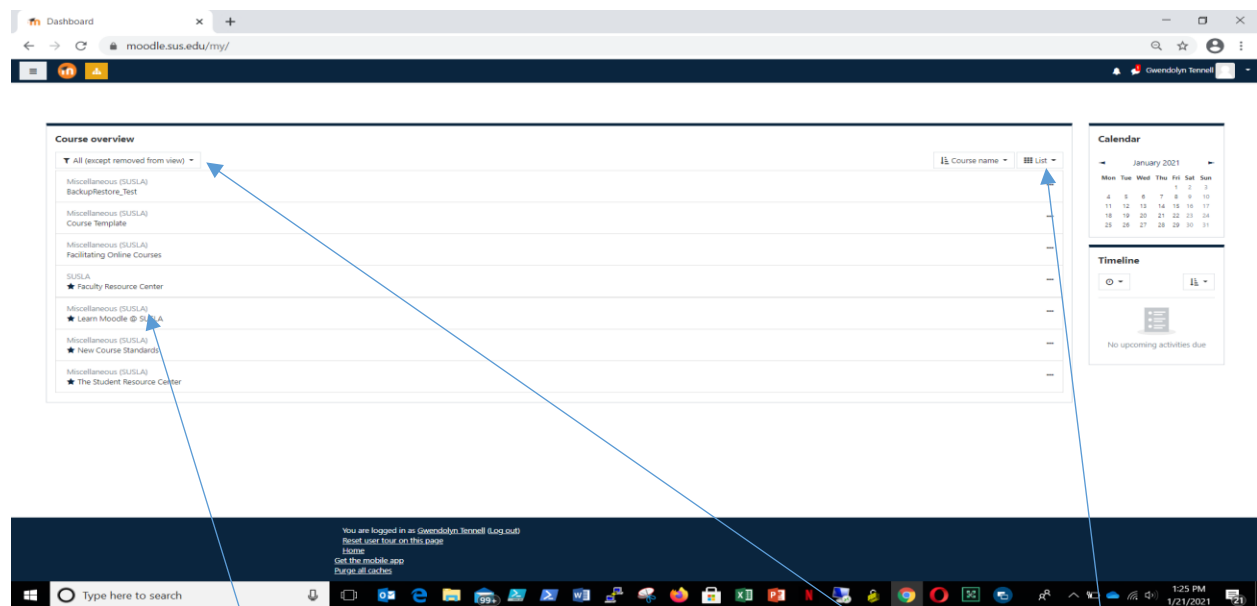 Dashboard
moodle.sus.edu/my/
Gwendolyn Tennell
Course overview
All (except removed from view)
Course name
List
Miscellaneous (SUSLA)
BackupRestore_Test
Miscellaneous (SUSLA)
Course Template
Miscellaneous (SUSLA)
Facilitating Online Courses
SUSLA
Faculty Resource Center
Miscellaneous (SUSLA)
Learn Moodle @ SUSLA
Miscellaneous (SUSLA)
New Course Standards
Miscellaneous (SUSLA)
The Student Resource Center
Calendar
January 2021
Mon Tue Wed Thu Fri Sat Sun
1 2 3
4 5 6 7 8 9 10
11 12 13 14 15 16 17
18 19 20 21 22 23 24
25 26 27 28 29 30 31
Timeline
No upcoming activities due
You are logged in as Gwendolyn Tennell (Log out)
Reset user tour on this page
Home
Get the mobile app
Purge all caches
Type here to search
99+
1:25 PM
1/21/2021
21